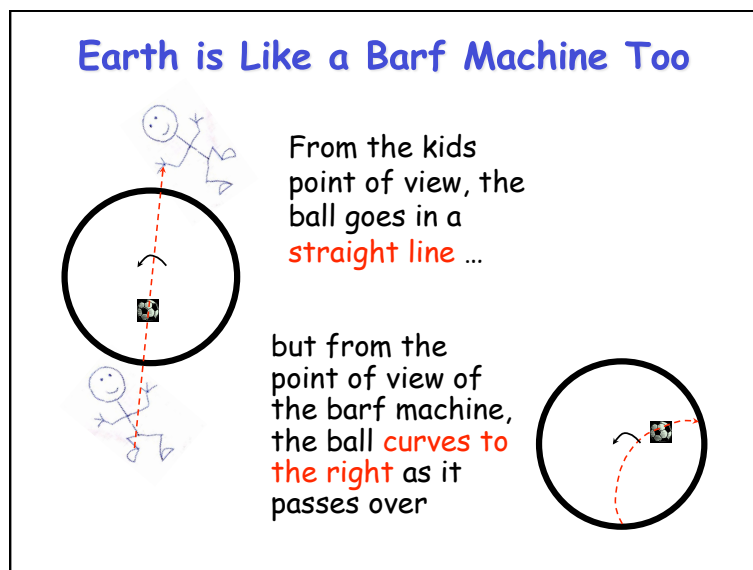 Earth is Like a Barf Machine Too
From the kids
point of view, the
ball goes in a
straight line …
but from the
point of view of
the barf machine,
the ball curves to
the right as it
passes over